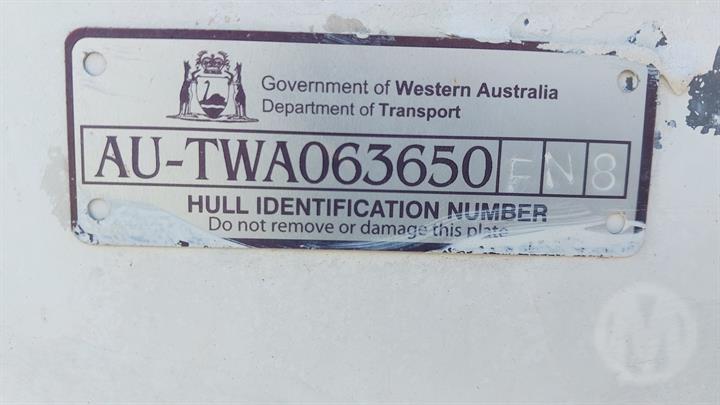 Government of Western Australia
Department of Transport
AU-TWA063650 F N 8
HULL IDENTIFICATION NUMBER
Do not remove or damage this plate